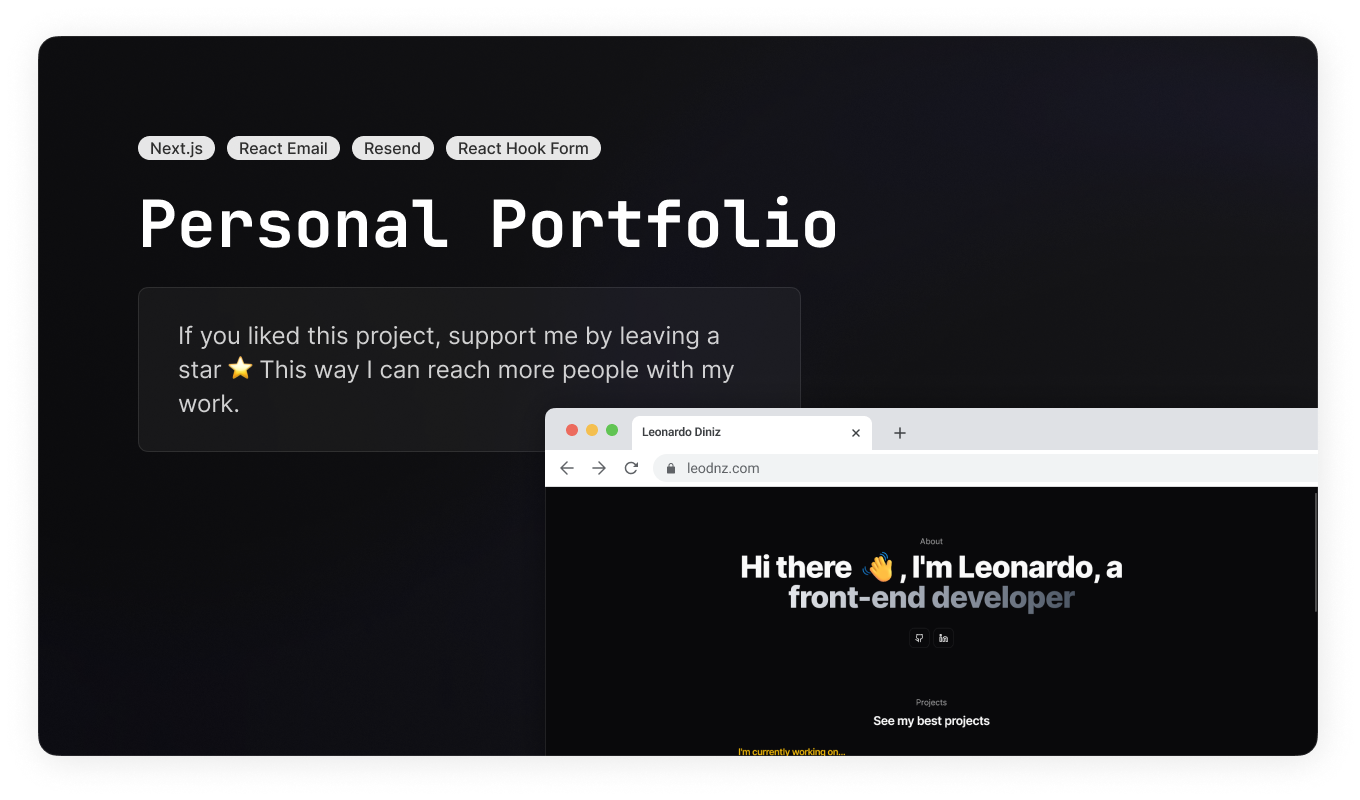 Next.js React Email Resend React Hook Form
Personal Portfolio
If you liked this project, support me by leaving a
star ⭐ This way I can reach more people with my
work.
Leonardo Diniz
leodnz.com
About
Hi there 👋 , I'm Leonardo, a
front-end developer
Projects
See my best projects
I'm currently working on...